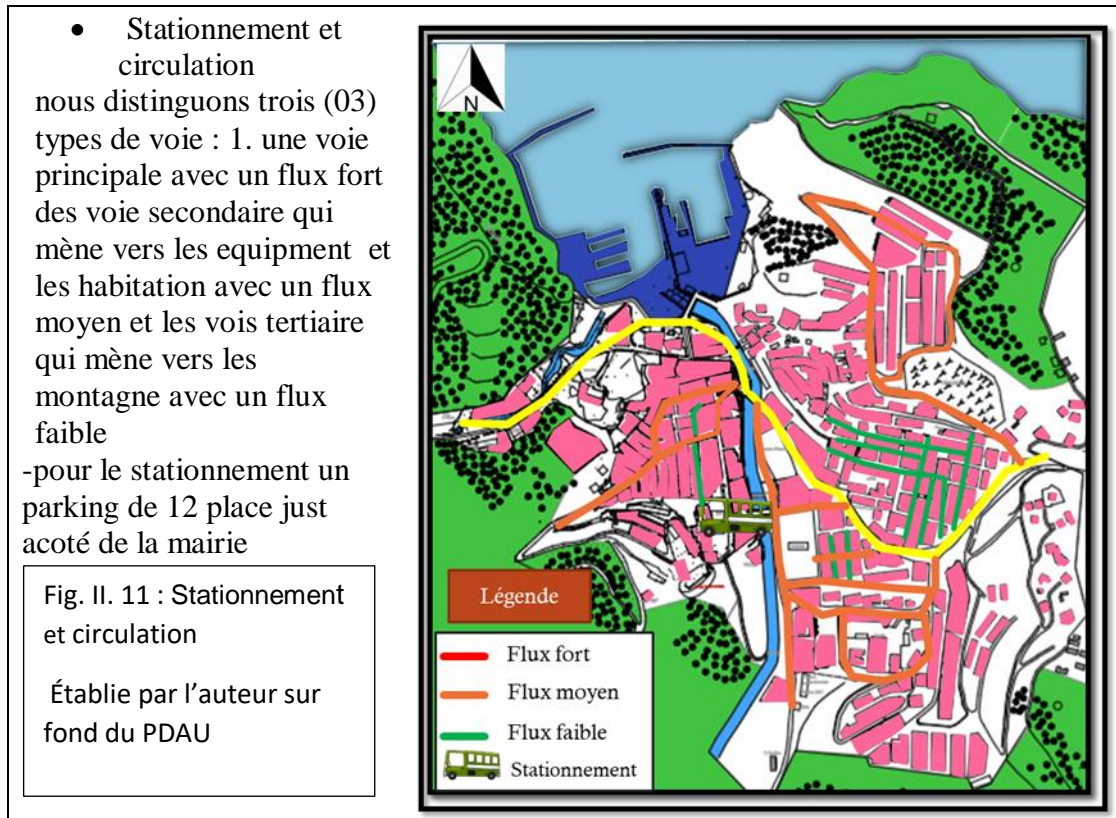 • Stationnement et
circulation
nous distinguons trois (03)
types de voie : 1. une voie
principale avec un flux fort
des voie secondaire qui
mène vers les equipment et
les habitation avec un flux
moyen et les vois tertiaire
qui mène vers les
montagne avec un flux
faible
-pour le stationnement un
parking de 12 place just
acoté de la mairie
Fig. II. 11 : Stationnement
et circulation
Établie par l’auteur sur
fond du PDAU
N
Légende
Flux fort
Flux moyen
Flux faible
Stationnement